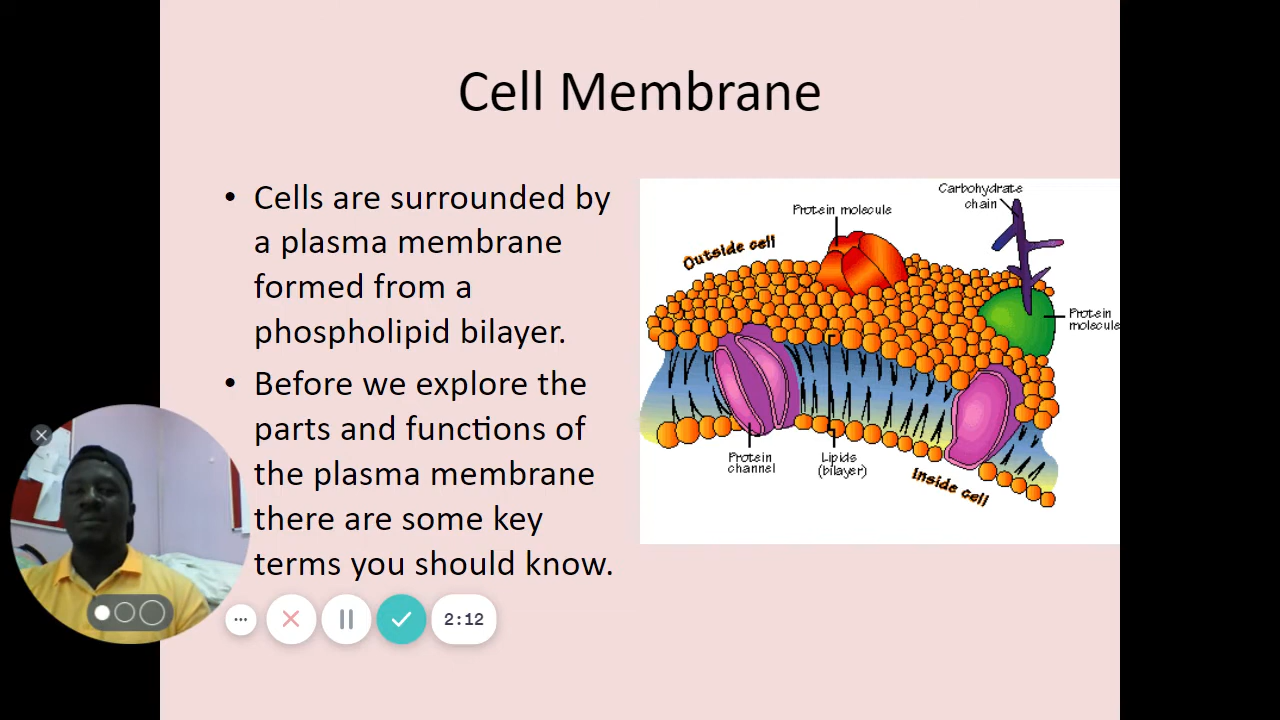 Cell Membrane
• Cells are surrounded by
a plasma membrane
formed from a
phospholipid bilayer.
• Before we explore the
parts and functions of
the plasma membrane
there are some key
terms you should know.
Carbohydrate
chain
Protein molecule
Outside cell
Protein
molecule
Protein
channel
Lipids
(bilayer)
Inside cell
2:12